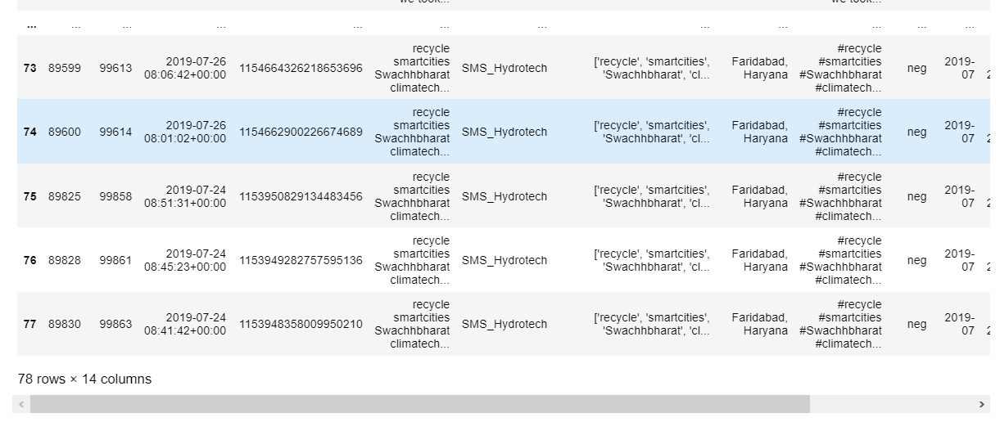 we took... we took...
... ... ... ... ... ... ... ... ... ... ... ...
recycle #recycle
2019-07-26 smartcities ['recycle', 'smartcities', Faridabad, #smartcities 2019-
73 89599 99613 1154664326218653696 SMS_Hydrotech neg
08:06:42+00:00 Swachhbharat 'Swachhbharat', 'cl... Haryana #Swachhbharat 07
climatech... #climatech...
recycle #recycle
2019-07-26 smartcities ['recycle', 'smartcities', Faridabad, #smartcities 2019-
74 89600 99614 1154662900226674689 SMS_Hydrotech neg
08:01:02+00:00 Swachhbharat 'Swachhbharat', 'cl... Haryana #Swachhbharat 07
climatech... #climatech...
recycle #recycle
2019-07-24 smartcities ['recycle', 'smartcities', Faridabad, #smartcities 2019-
75 89825 99858 1153950829134483456 SMS_Hydrotech neg
08:51:31+00:00 Swachhbharat 'Swachhbharat', 'cl... Haryana #Swachhbharat 07
climatech... #climatech...
recycle #recycle
2019-07-24 smartcities ['recycle', 'smartcities', Faridabad, #smartcities 2019-
76 89828 99861 1153949282757595136 SMS_Hydrotech neg
08:45:23+00:00 Swachhbharat 'Swachhbharat', 'cl... Haryana #Swachhbharat 07
climatech... #climatech...
recycle #recycle
2019-07-24 smartcities ['recycle', 'smartcities', Faridabad, #smartcities 2019-
77 89830 99863 1153948358009950210 SMS_Hydrotech neg
08:41:42+00:00 Swachhbharat 'Swachhbharat', 'cl... Haryana #Swachhbharat 07
climatech... #climatech...
78 rows × 14 columns